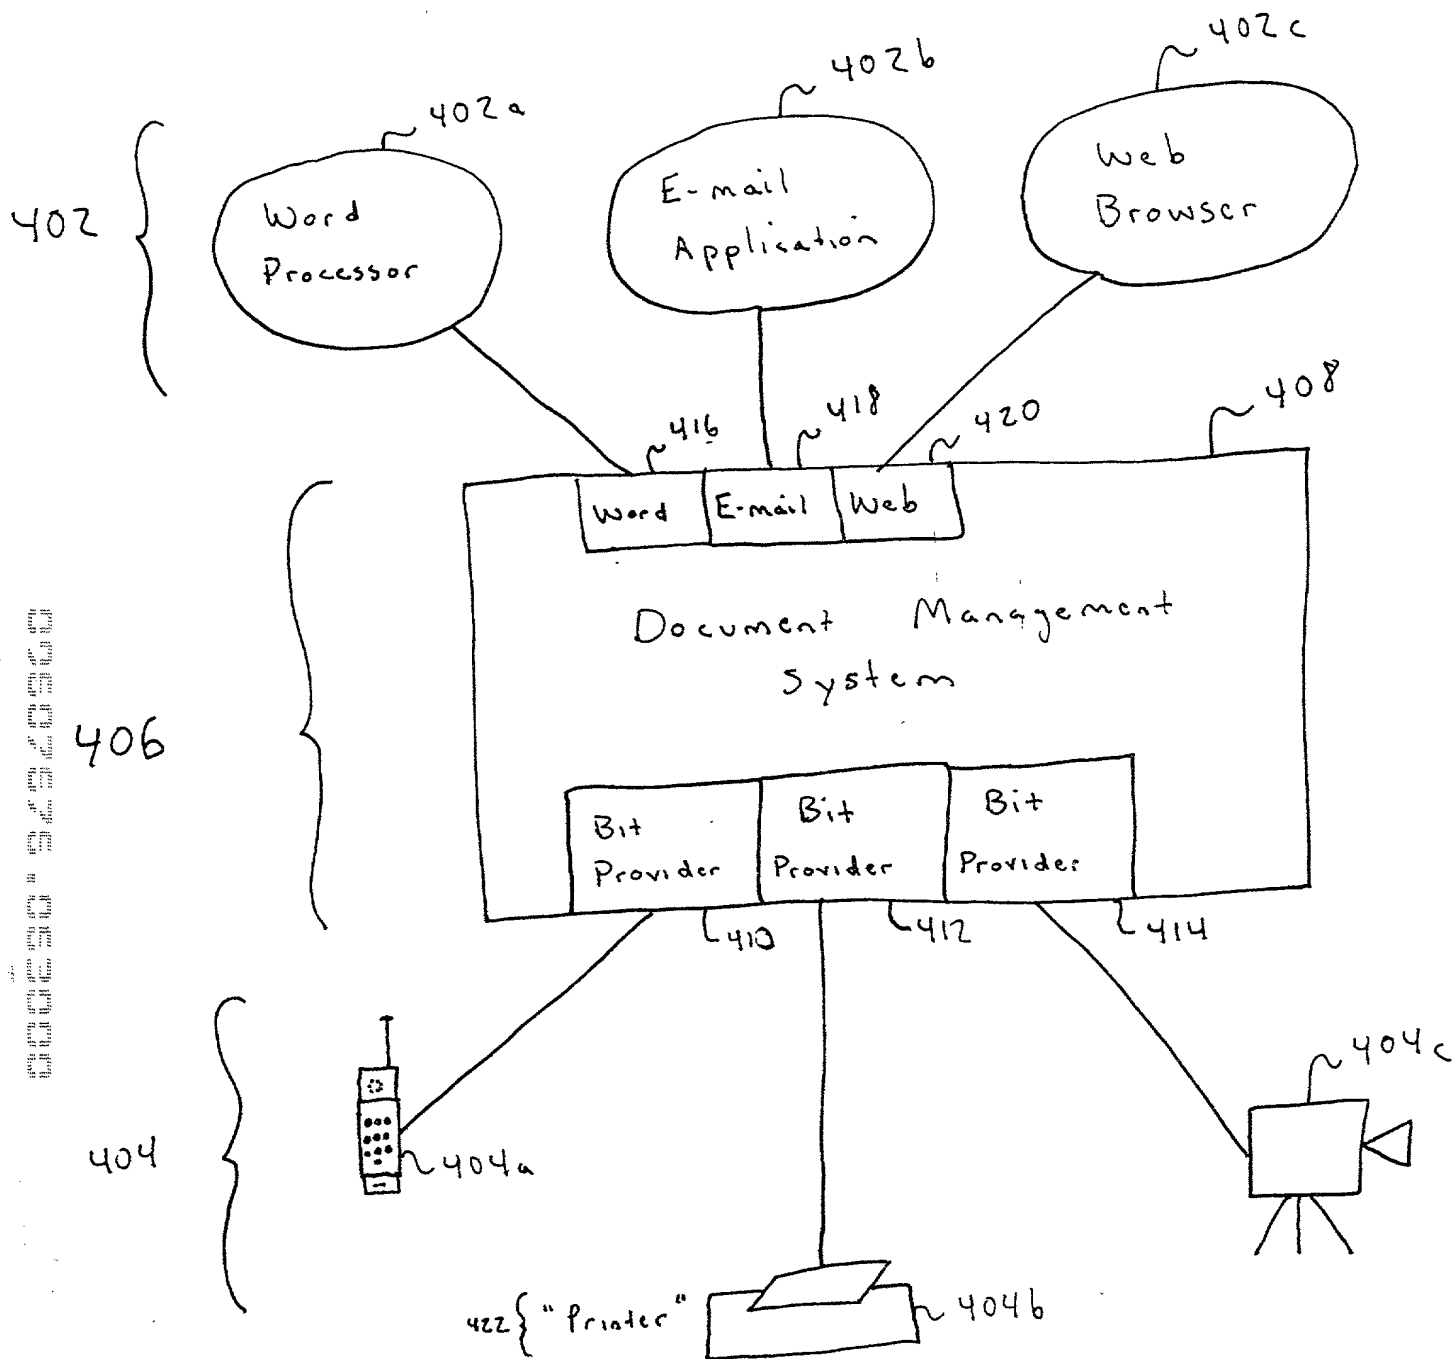 402a
402b
402c
402
Word
Processor
E-mail
Application
Web
Browser
416
418
420
408
Word
E-mail
Web
Document Management
System
406
Bit
Provider
Bit
Provider
Bit
Provider
410
412
414
404
404a
404c
422
"Printer"
404b